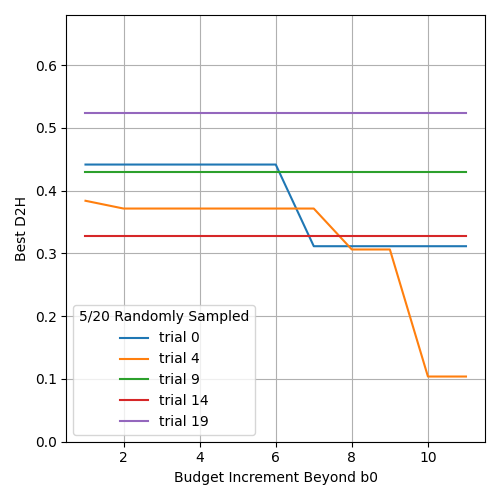 0.6
0.5
0.4
0.3
0.2
0.1
0.0
Best D2H
5/20 Randomly Sampled
trial 0
trial 4
trial 9
trial 14
trial 19
2
4
6
8
10
Budget Increment Beyond b0